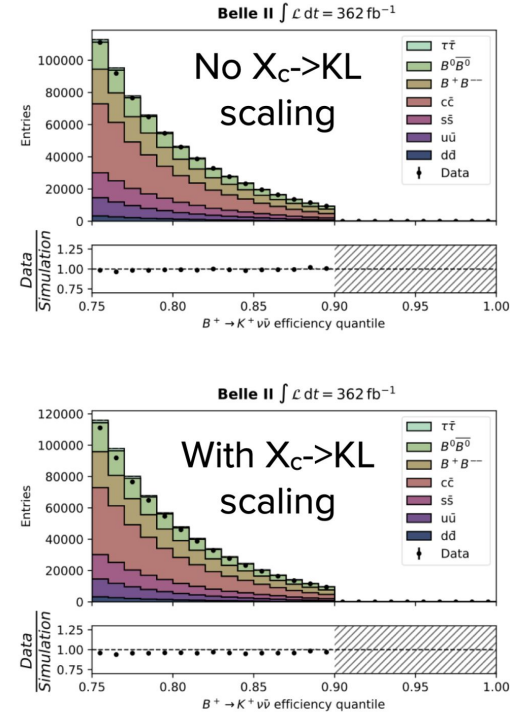 Belle II ∫ ℒ dt = 362 fb⁻¹
No Xc->KL
scaling
Entries
100000
80000
60000
40000
20000
0
ττ̄
B⁰B̄⁰
B⁺B⁻⁻
cc̄
ss̄
uū
dd̄
Data
Data
Simulation
1.25
1.00
0.75
0.75 0.80 0.85 0.90 0.95 1.00
B⁺ → K⁺νν̄ efficiency quantile
Belle II ∫ ℒ dt = 362 fb⁻¹
With Xc->KL
scaling
Entries
120000
100000
80000
60000
40000
20000
0
ττ̄
B⁰B̄⁰
B⁺B⁻⁻
cc̄
ss̄
uū
dd̄
Data
Data
Simulation
1.25
1.00
0.75
0.75 0.80 0.85 0.90 0.95 1.00
B⁺ → K⁺νν̄ efficiency quantile